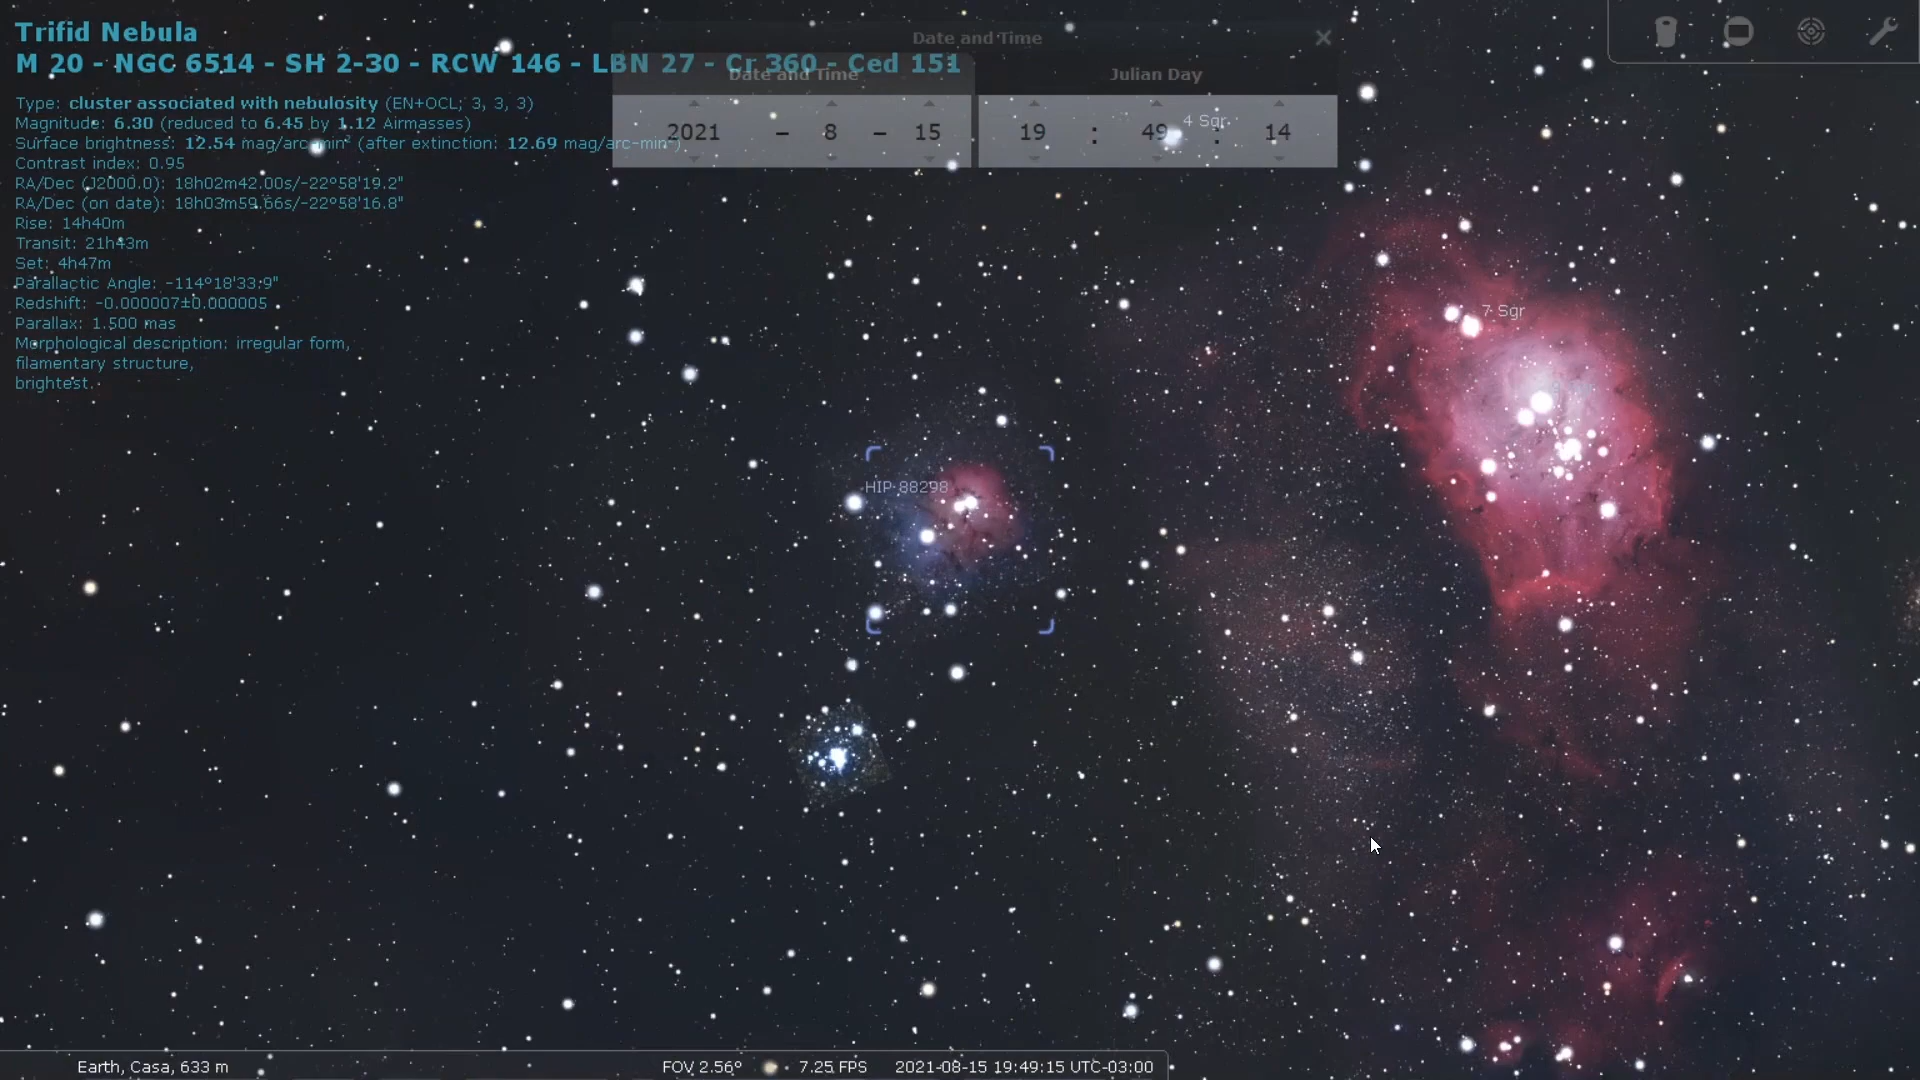 Trifid Nebula
M 20 - NGC 6514 - SH 2-30 - RCW 146 - LBN 27 - Cr 360 - Ced 151
Type: cluster associated with nebulosity (EN+OCL; 3, 3, 3)
Magnitude: 6.30 (reduced to 6.45 by 1.12 Airmasses)
Surface brightness: 12.54 mag/arc-min² (after extinction: 12.69 mag/arc-min²)
Contrast index: 0.95
RA/Dec (J2000.0): 18h02m42.00s/-22°58'19.2"
RA/Dec (on date): 18h03m59.66s/-22°58'16.8"
Rise: 14h40m
Transit: 21h43m
Set: 4h47m
Parallactic Angle: -114°18'33.9"
Redshift: -0.000007±0.000005
Parallax: 1.500 mas
Morphological description: irregular form,
filamentary structure,
brightest.
Date and Time
Date and Time Julian Day
2021 - 8 - 15 19 : 49 : 14
4 Sgr
7 Sgr
HIP 88298
Earth, Casa, 633 m FOV 2.56° 7.25 FPS 2021-08-15 19:49:15 UTC-03:00